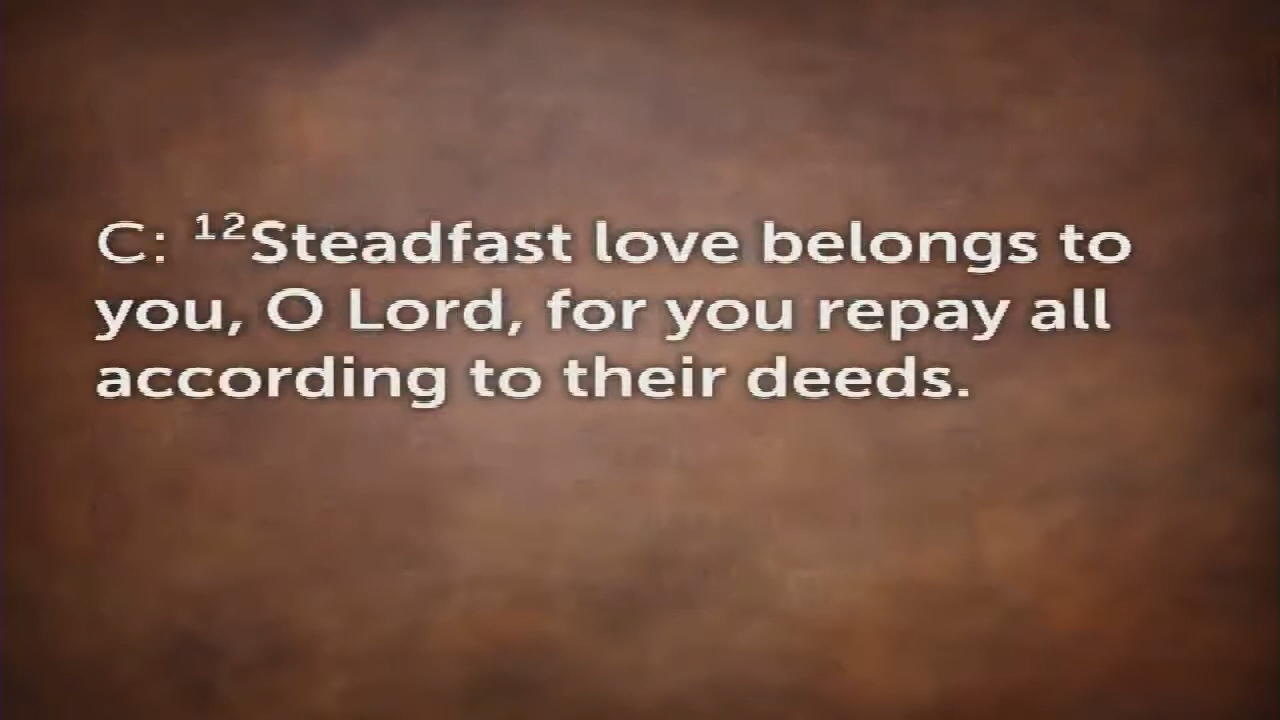 C: ¹²Steadfast love belongs to
you, O Lord, for you repay all
according to their deeds.